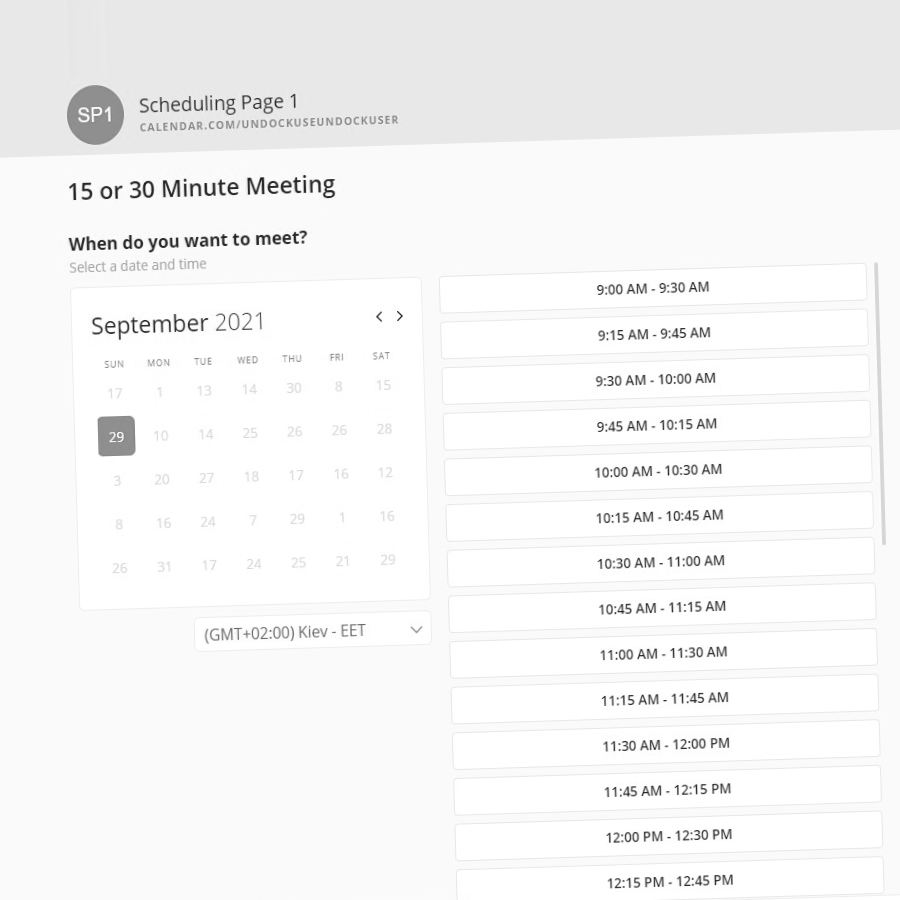 SP1
Scheduling Page 1
CALENDAR.COM/UNDOCKUSEUNDOCKUSER
15 or 30 Minute Meeting
When do you want to meet?
Select a date and time
September 2021
SUN MON TUE WED THU FRI SAT
17 1 13 14 30 8 15
29 10 14 25 26 26 28
3 20 27 18 17 16 12
8 16 24 7 29 1 16
26 31 17 24 25 21 29
(GMT+02:00) Kiev - EET
9:00 AM - 9:30 AM
9:15 AM - 9:45 AM
9:30 AM - 10:00 AM
9:45 AM - 10:15 AM
10:00 AM - 10:30 AM
10:15 AM - 10:45 AM
10:30 AM - 11:00 AM
10:45 AM - 11:15 AM
11:00 AM - 11:30 AM
11:15 AM - 11:45 AM
11:30 AM - 12:00 PM
11:45 AM - 12:15 PM
12:00 PM - 12:30 PM
12:15 PM - 12:45 PM